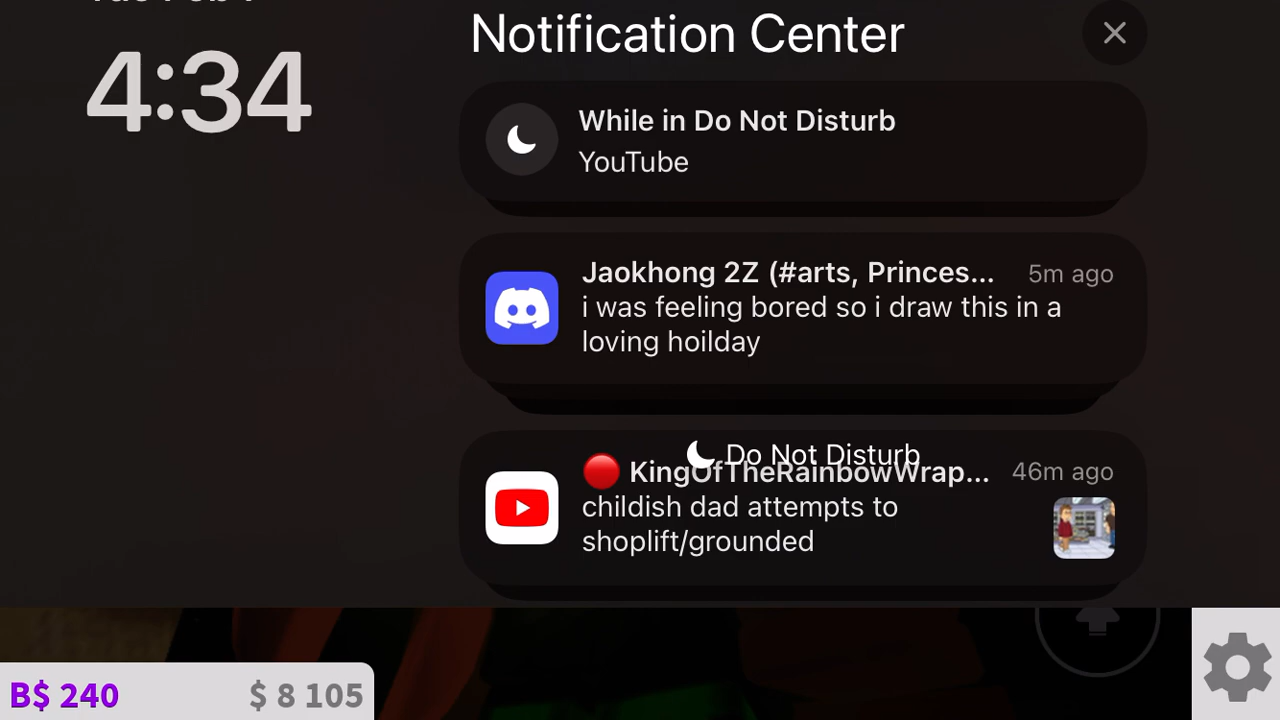 4:34
Notification Center
While in Do Not Disturb
YouTube
Jaokhong 2Z (#arts, Princes...
5m ago
i was feeling bored so i draw this in a
loving hoilday
Do Not Disturb
KingOfTheRainbowWrap...
46m ago
childish dad attempts to
shoplift/grounded
B$ 240
$ 8 105